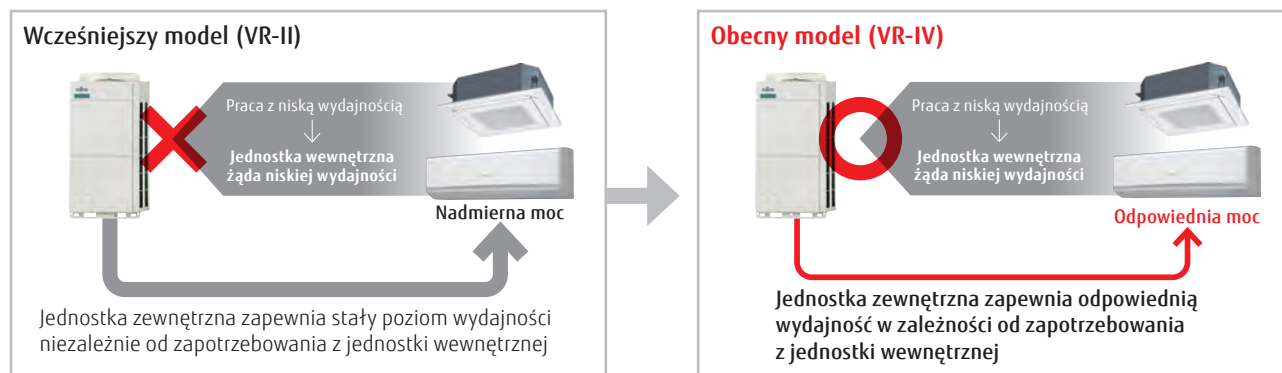 Wcześniejszy model (VR-II)
Praca z niską wydajnością
↓
Jednostka wewnętrzna
żąda niskiej wydajności
Nadmierna moc
Jednostka zewnętrzna zapewnia stały poziom wydajności
niezależnie od zapotrzebowania z jednostki wewnętrznej
Obecny model (VR-IV)
Praca z niską wydajnością
↓
Jednostka wewnętrzna
żąda niskiej wydajności
Odpowiednia moc
Jednostka zewnętrzna zapewnia odpowiednią
wydajność w zależności od zapotrzebowania
z jednostki wewnętrznej